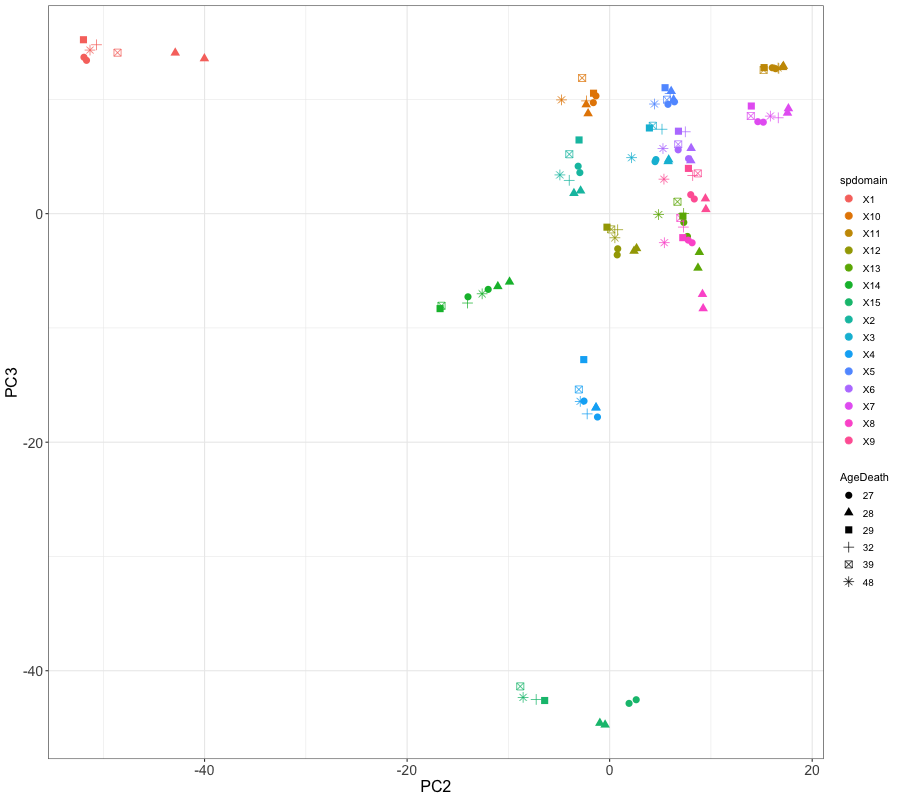 0
-20
-40
PC3
-40
-20
0
20
PC2
spdomain
X1
X10
X11
X12
X13
X14
X15
X2
X3
X4
X5
X6
X7
X8
X9
AgeDeath
27
28
29
32
39
48